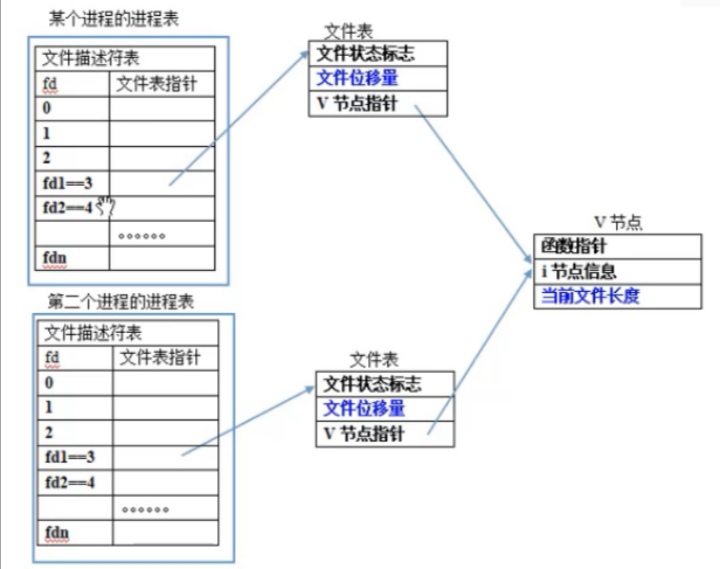 某个进程的进程表
文件描述符表
fd 文件表指针
0
1
2
fd1==3
fd2==4
。。。。。。
fdn
文件表
文件状态标志
文件位移量
V 节点指针
V 节点
函数指针
i 节点信息
当前文件长度
第二个进程的进程表
文件描述符表
fd 文件表指针
0
1
2
fd1==3
fd2==4
。。。。。。
fdn
文件表
文件状态标志
文件位移量
V 节点指针